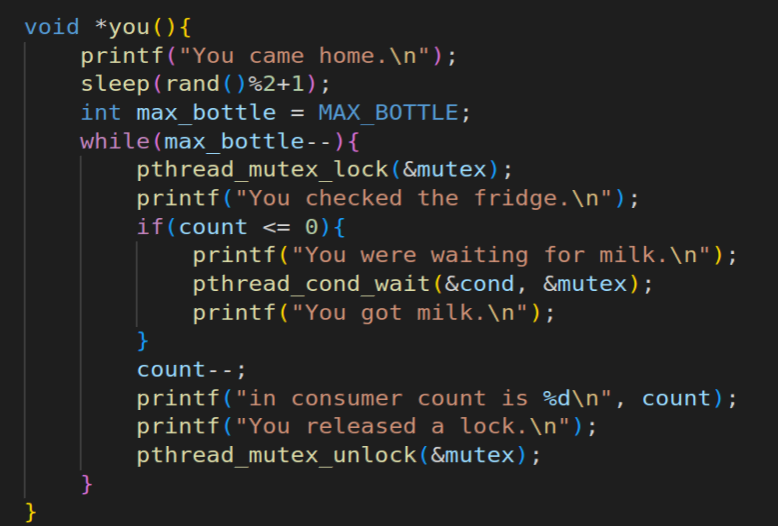 void *you(){
    printf("You came home.\n");
    sleep(rand()%2+1);
    int max_bottle = MAX_BOTTLE;
    while(max_bottle--){
        pthread_mutex_lock(&mutex);
        printf("You checked the fridge.\n");
        if(count <= 0){
            printf("You were waiting for milk.\n");
            pthread_cond_wait(&cond, &mutex);
            printf("You got milk.\n");
        }
        count--;
        printf("in consumer count is %d\n", count);
        printf("You released a lock.\n");
        pthread_mutex_unlock(&mutex);
    }
}